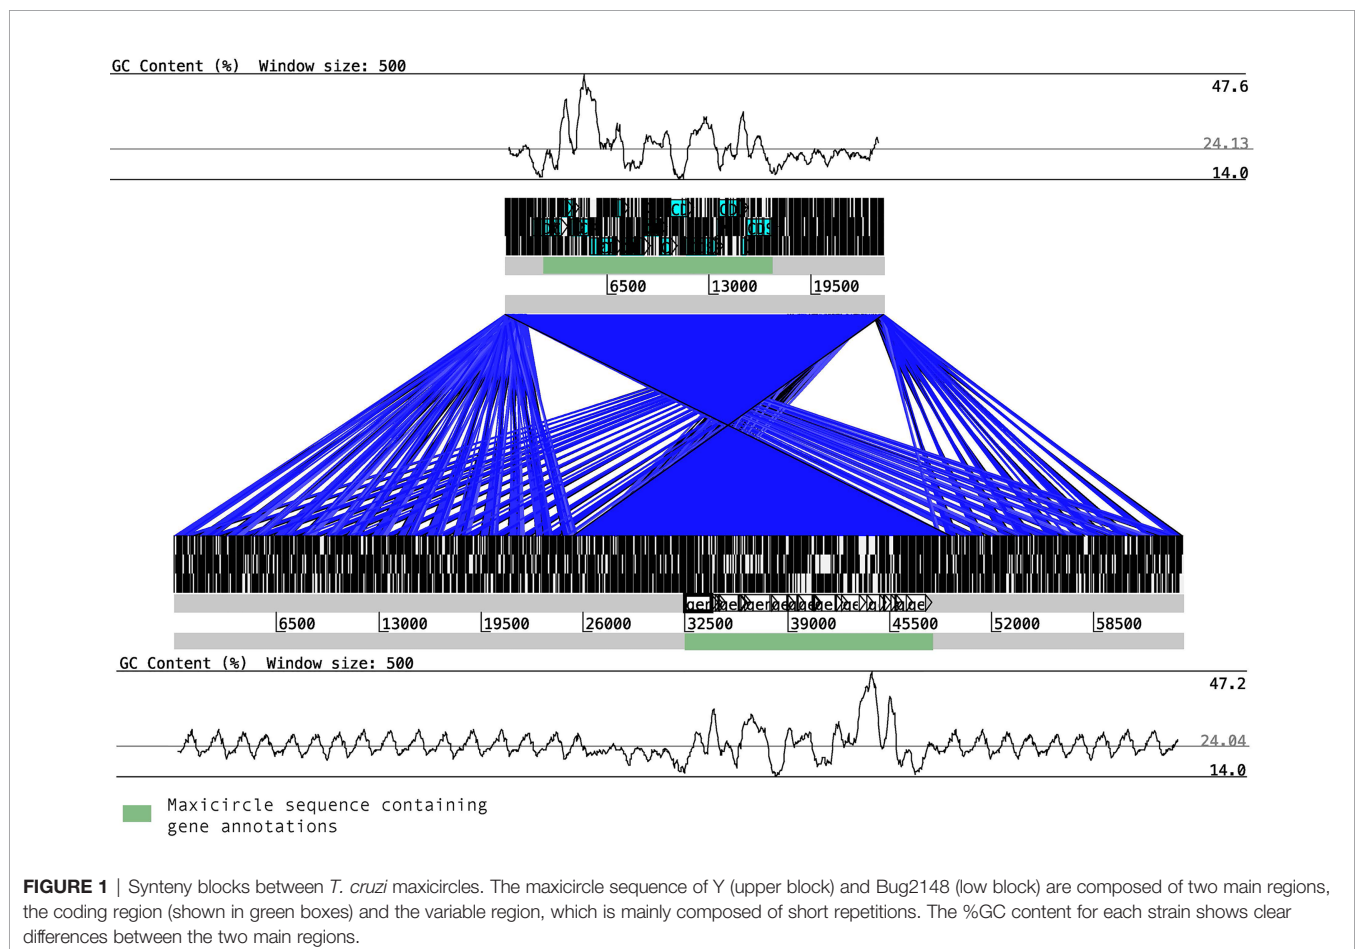 GC Content (%)  Window size: 500
47.6
24.13
14.0
6500 13000 19500
6500 13000 19500 26000 32500 39000 45500 52000 58500
GC Content (%)  Window size: 500
47.2
24.04
14.0
Maxicircle sequence containing
gene annotations
FIGURE 1 | Synteny blocks between T. cruzi maxicircles. The maxicircle sequence of Y (upper block) and Bug2148 (low block) are composed of two main regions,
the coding region (shown in green boxes) and the variable region, which is mainly composed of short repetitions. The %GC content for each strain shows clear
differences between the two main regions.